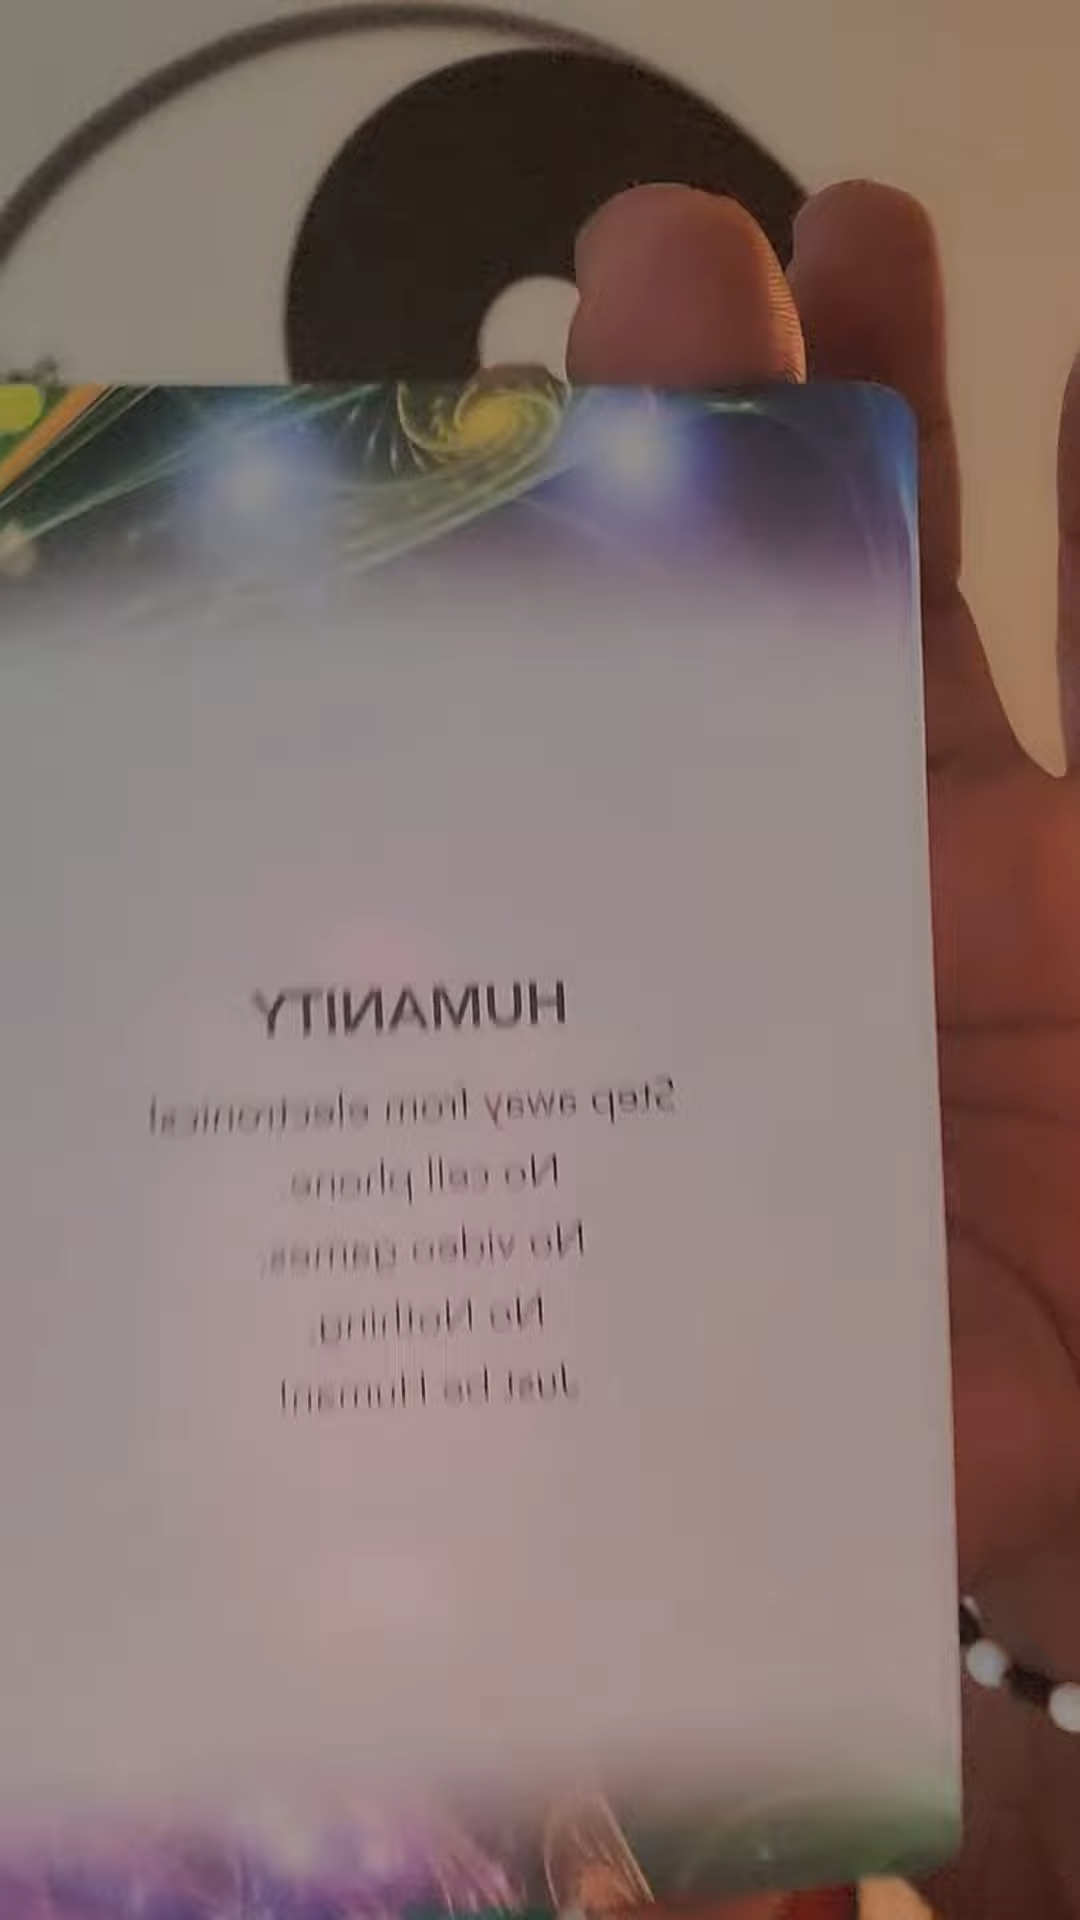 HUMANITY
Step away from electronics!
No cell phone.
No video games.
No Nothing.
Just be Human!